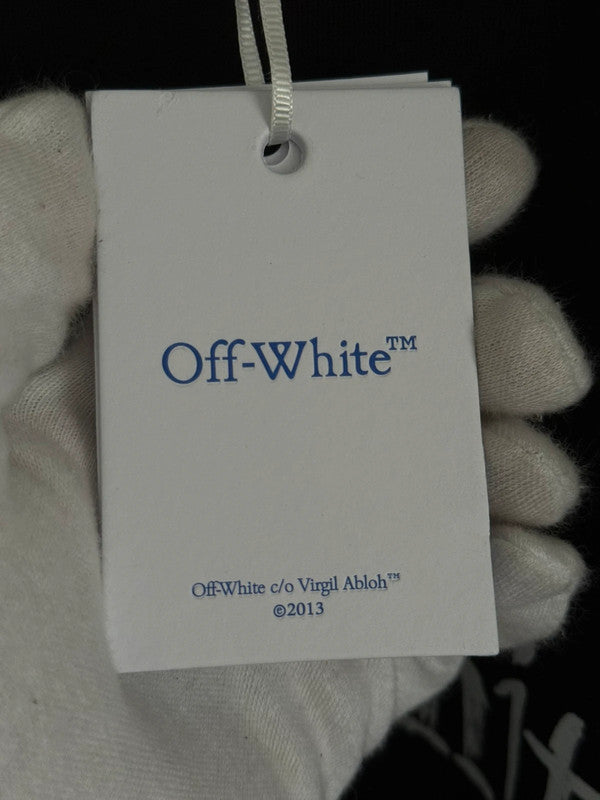 Off-White™
Off-White c/o Virgil Abloh™
©2013